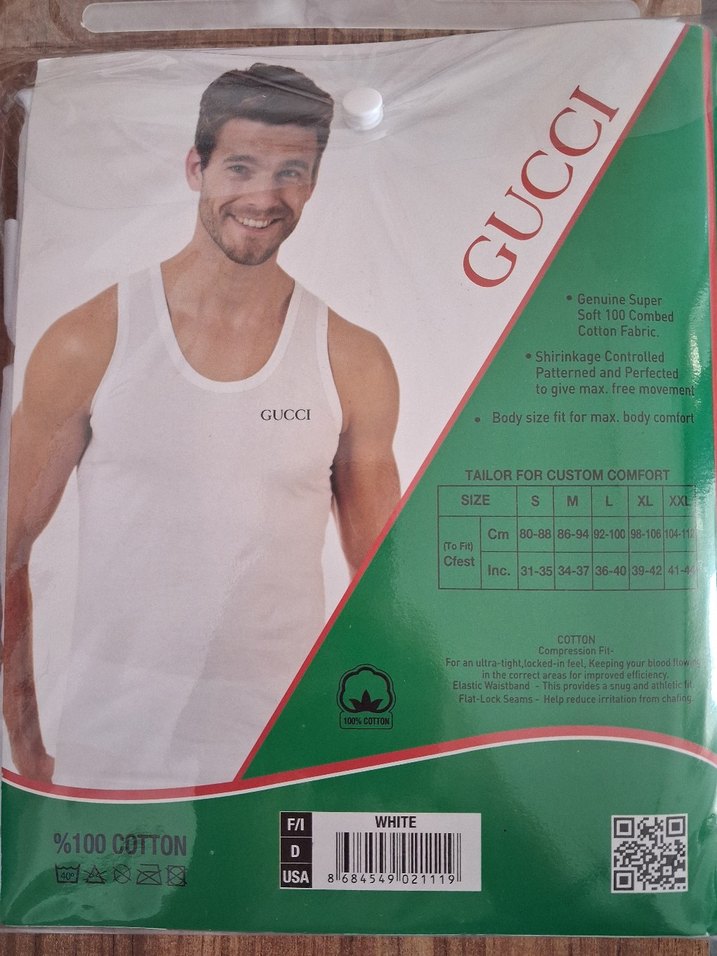 GUCCI
• Genuine Super
Soft 100 Combed
Cotton Fabric.
• Shirinkage Controlled
Patterned and Perfected
to give max. free movement
• Body size fit for max. body comfort
GUCCI
TAILOR FOR CUSTOM COMFORT
SIZE S M L XL XXL
(To Fit) Cfest
Cm 80-88 86-94 92-100 98-106
Inc. 31-35 34-37 36-40 39-42
COTTON
Compression Fit-
For an ultra-tight,locked-in feel, Keeping your blood flowing
in the correct areas for improved efficiency.
Elastic Waistband - This provides a snug and athletic fit
Flat-Lock Seams - Help reduce irritation from chafing.
100% COTTON
%100 COTTON
40°
F/I
D
USA
WHITE
8 684549 021119